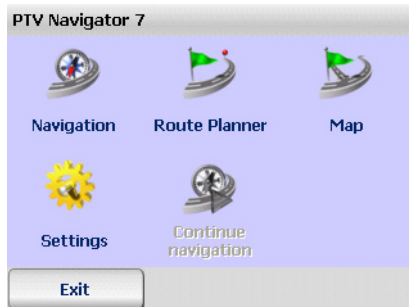 PTV Navigator 7
Navigation
Route Planner
Map
Settings
Continue
navigation
Exit